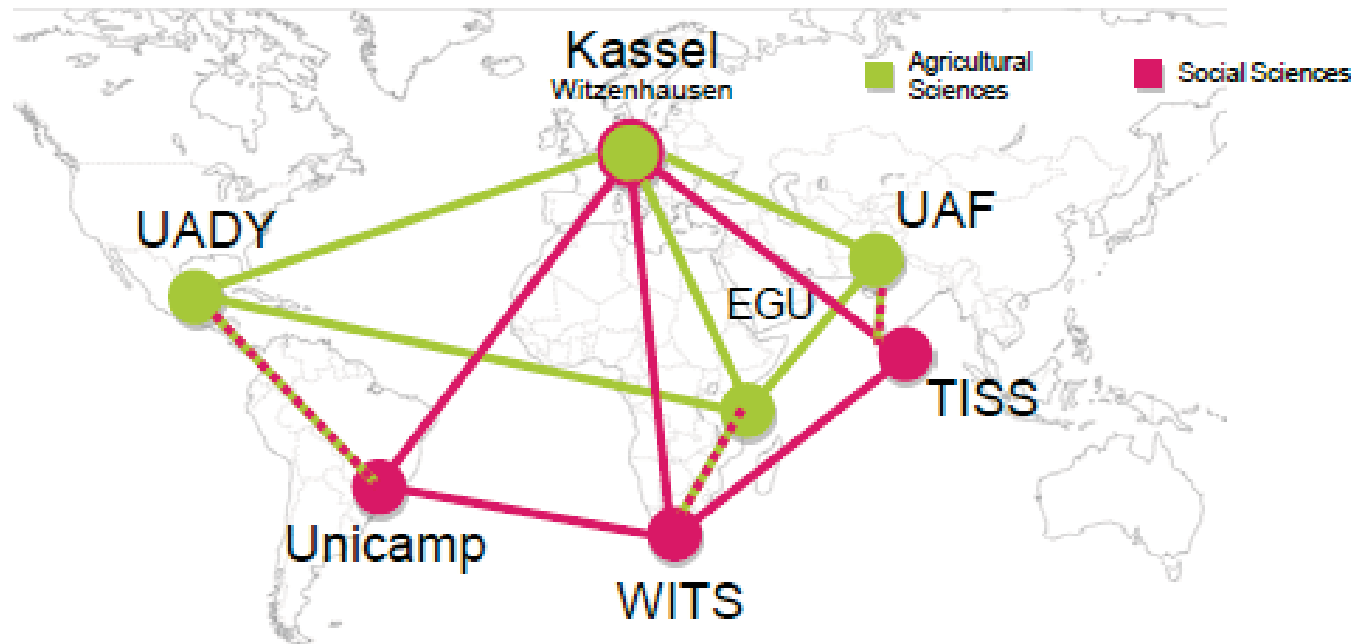 Kassel
Witzenhausen
Agricultural
Sciences
Social Sciences
UADY
UAF
EGU
TISS
Unicamp
WITS